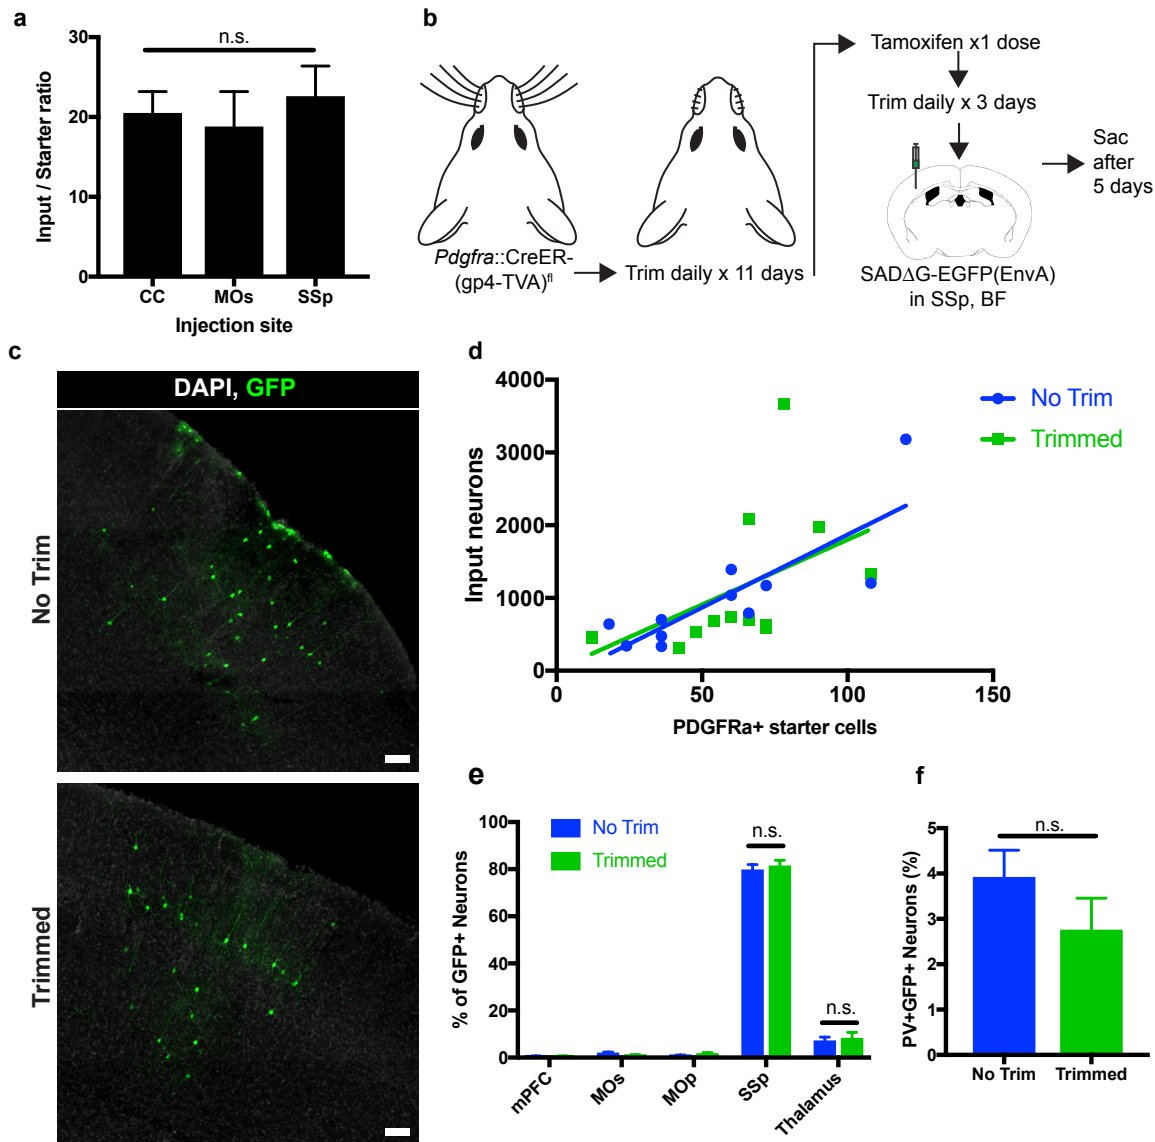 a
n.s.
30
20
10
0
Input / Starter ratio
CC MOs SSp
Injection site
b
Pdgfra::CreER-
(gp4-TVA)fl
Trim daily x 11 days
Tamoxifen x1 dose
Trim daily x 3 days
SADΔG-EGFP(EnvA)
in SSp, BF
Sac
after
5 days
c
DAPI, GFP
No Trim
Trimmed
d
4000
3000
2000
1000
0
Input neurons
0 50 100 150
PDGFRa+ starter cells
No Trim
Trimmed
e
100
80
60
40
20
0
% of GFP+ Neurons
No Trim
Trimmed
n.s.
n.s.
mPFC MOs MOp SSp Thalamus
f
n.s.
5
4
3
2
1
0
PV+GFP+ Neurons (%)
No Trim Trimmed